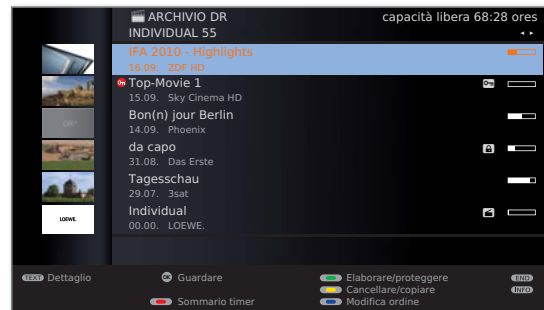 ARCHIVIO DR capacità libera 68:28 ores
INDIVIDUAL 55
IFA 2010 - Highlights
16.09. ZDF HD
Top-Movie 1
15.09. Sky Cinema HD
Bon(n) jour Berlin
14.09. Phoenix
DR+
da capo
31.08. Das Erste
Tagesschau
29.07. 3sat
Individual
00.00. LOEWE.
LOEWE.
TEXT Dettaglio OK Guardare Elaborare/proteggere END
Cancellare/copiare INFO
Sommario timer Modifica ordine